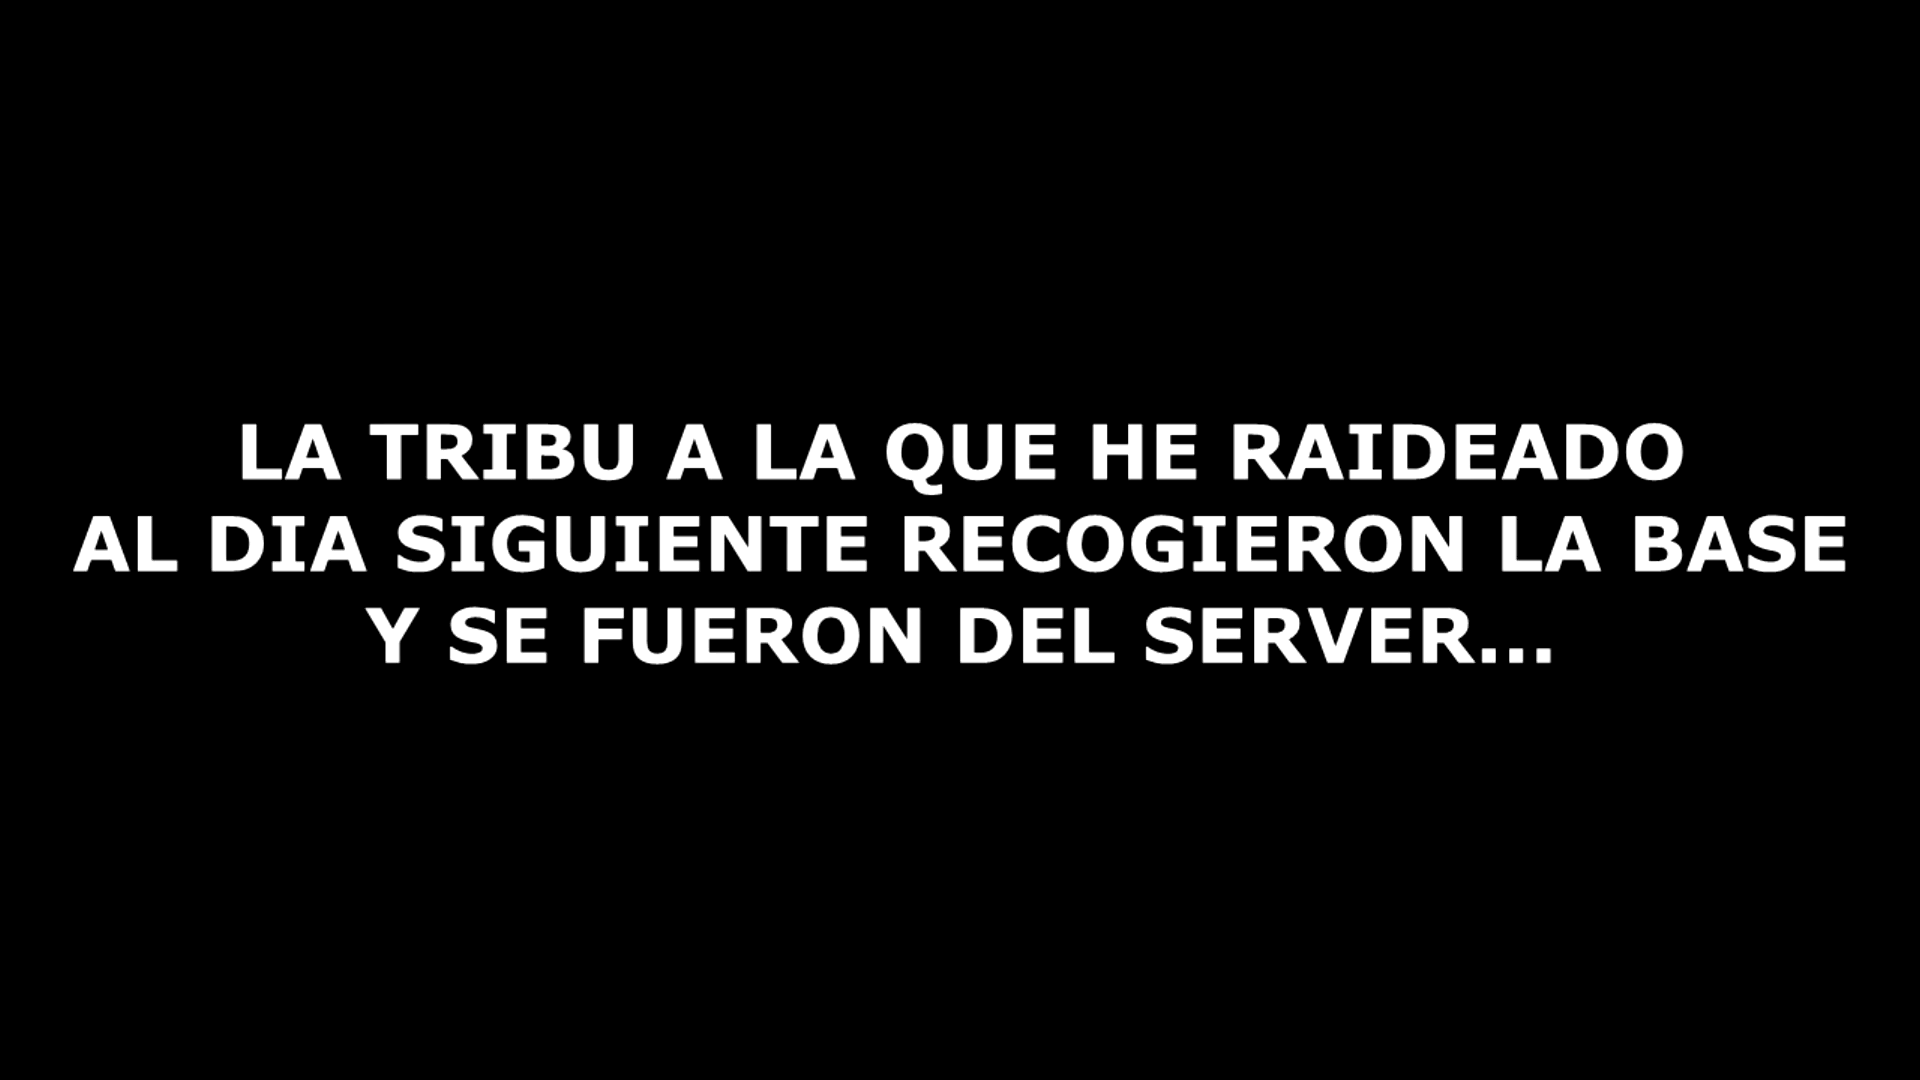 LA TRIBU A LA QUE HE RAIDEADO
AL DIA SIGUIENTE RECOGIERON LA BASE
Y SE FUERON DEL SERVER...